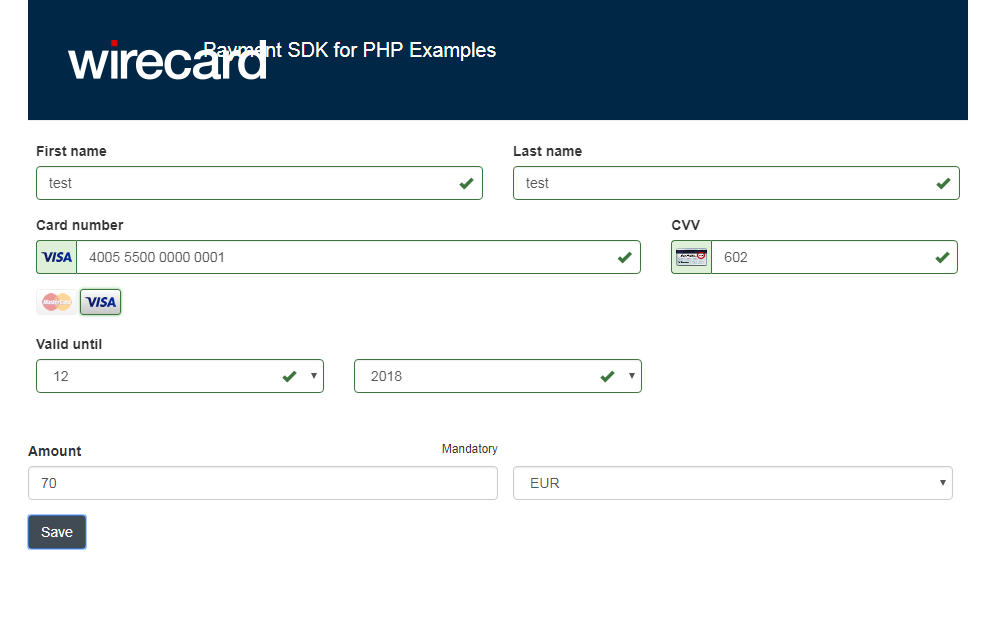 wirecard
Payment SDK for PHP Examples
First name Last name
test test
Card number CVV
VISA 4005 5500 0000 0001 602
MasterCard VISA
Valid until
12 2018
Amount Mandatory
70 EUR
Save